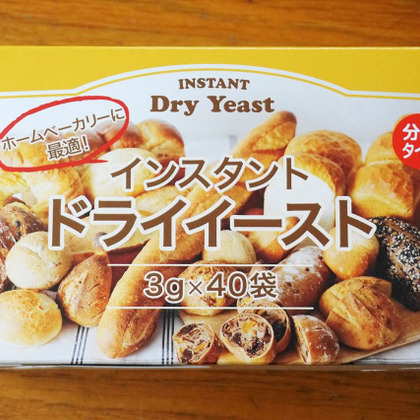 INSTANT
Dry Yeast
ホームベーカリーに
最適!
分
タイ
インスタント
ドライイースト
3g×40袋